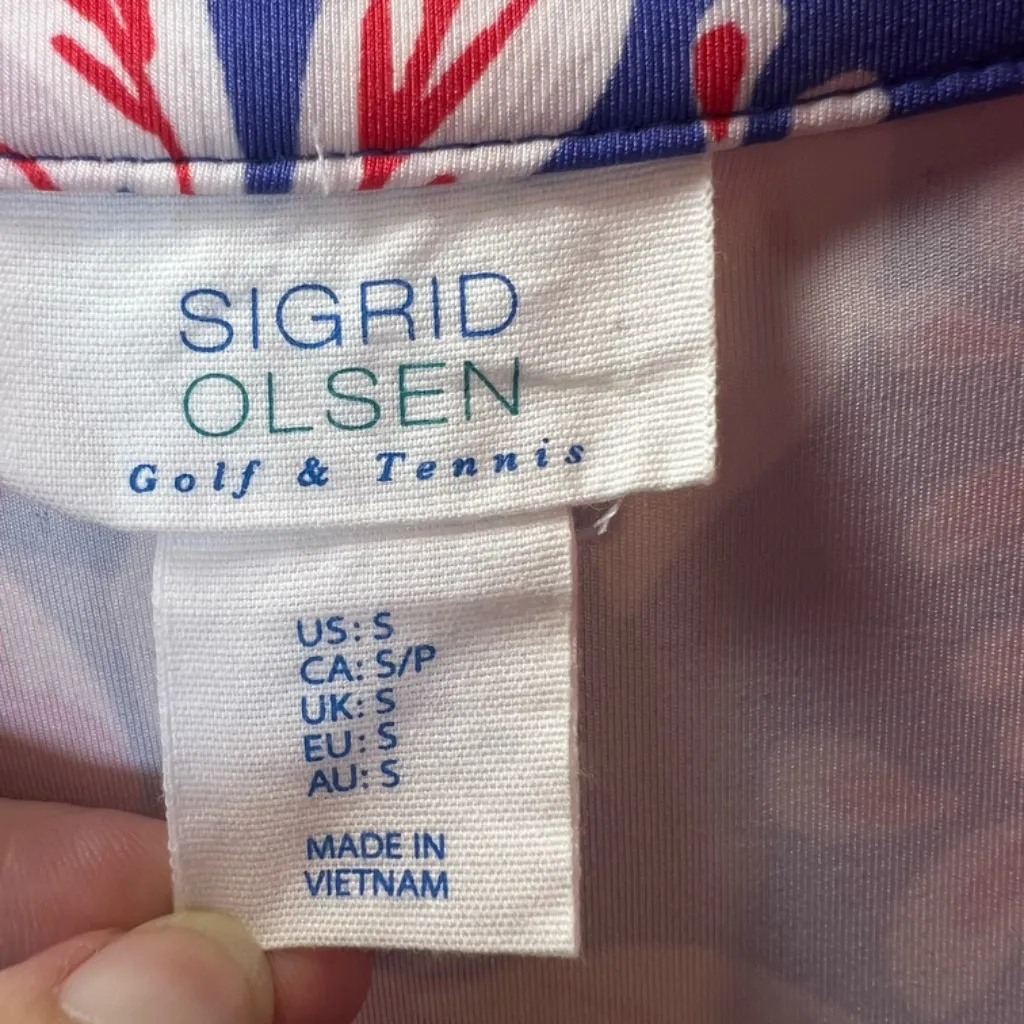 SIGRID
OLSEN
Golf & Tennis
US: S
CA: S/P
UK: S
EU: S
AU: S
MADE IN
VIETNAM